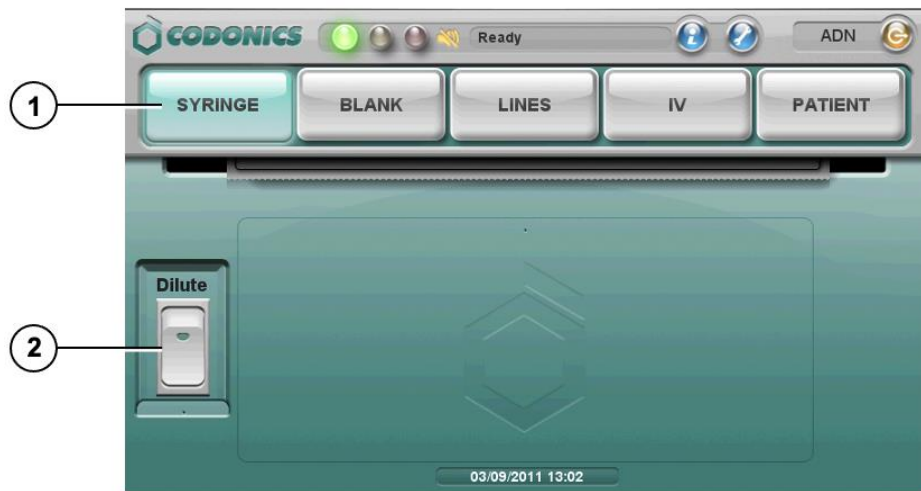 CODONICS Ready ADN
1 SYRINGE BLANK LINES IV PATIENT
Dilute
2
03/09/2011 13:02